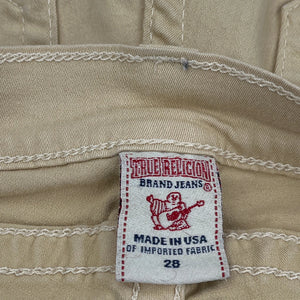 TRUE RELIGION
BRAND JEANS ®
MADE IN USA
OF IMPORTED FABRIC
28